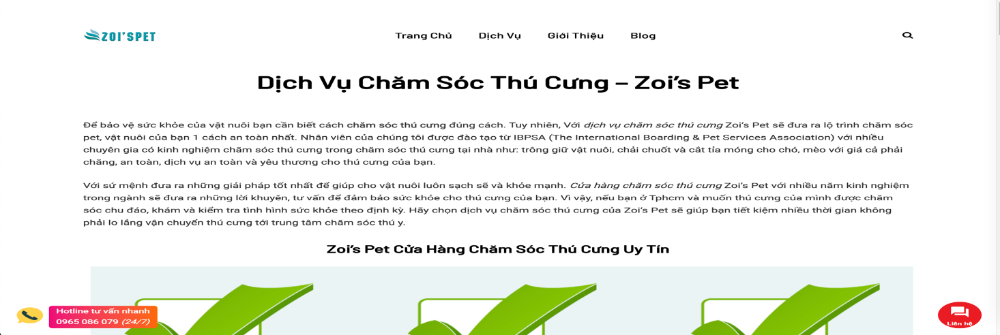 ZOI'SPET
Trang Chủ
Dịch Vụ
Giới Thiệu
Blog
Dịch Vụ Chăm Sóc Thú Cưng – Zoi's Pet
Để bảo vệ sức khỏe của vật nuôi bạn cần biết cách chăm sóc thú cưng đúng cách. Tuy nhiên, Với dịch vụ chăm sóc thú cưng Zoi's Pet sẽ đưa ra lộ trình chăm sóc
pet, vật nuôi của bạn 1 cách an toàn nhất. Nhân viên của chúng tôi được đào tạo từ IBPSA (The International Boarding & Pet Services Association) với nhiều
chuyên gia có kinh nghiệm chăm sóc thú cưng trong chăm sóc thú cưng tại nhà như: trông giữ vật nuôi, chải chuốt và cắt tỉa móng cho chó, mèo với giá cả phải
chăng, an toàn, dịch vụ an toàn và yêu thương cho thú cưng của bạn.
Với sứ mệnh đưa ra những giải pháp tốt nhất để giúp cho vật nuôi luôn sạch sẽ và khỏe mạnh. Cửa hàng chăm sóc thú cưng Zoi's Pet với nhiều năm kinh nghiệm
trong ngành sẽ đưa ra những lời khuyên, tư vấn để đảm bảo sức khỏe cho thú cưng của bạn. Vì vậy, nếu bạn ở Tphcm và muốn thú cưng của mình được chăm
sóc chu đáo, khám và kiểm tra tình hình sức khỏe theo định kỳ. Hãy chọn dịch vụ chăm sóc thú cưng của Zoi's Pet sẽ giúp bạn tiết kiệm nhiều thời gian không
phải lo lắng vận chuyển thú cưng tới trung tâm chăm sóc thú y.
Zoi's Pet Cửa Hàng Chăm Sóc Thú Cưng Uy Tín
Hotline tư vấn nhanh
0965 086 079 (24/7)
Liên hệ